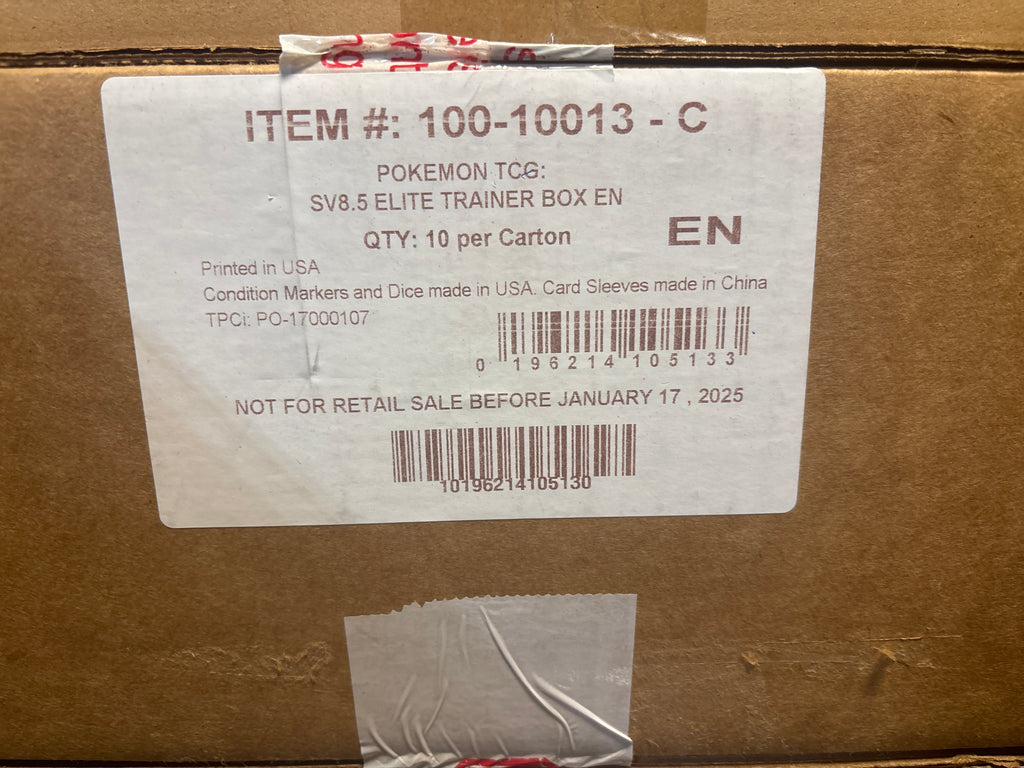 ITEM #: 100-10013 - C
POKEMON TCG:
SV8.5 ELITE TRAINER BOX EN
QTY: 10 per Carton
EN
Printed in USA
Condition Markers and Dice made in USA. Card Sleeves made in China
TPCi: PO-17000107
0 196214 105133
NOT FOR RETAIL SALE BEFORE JANUARY 17 , 2025
10196214105130